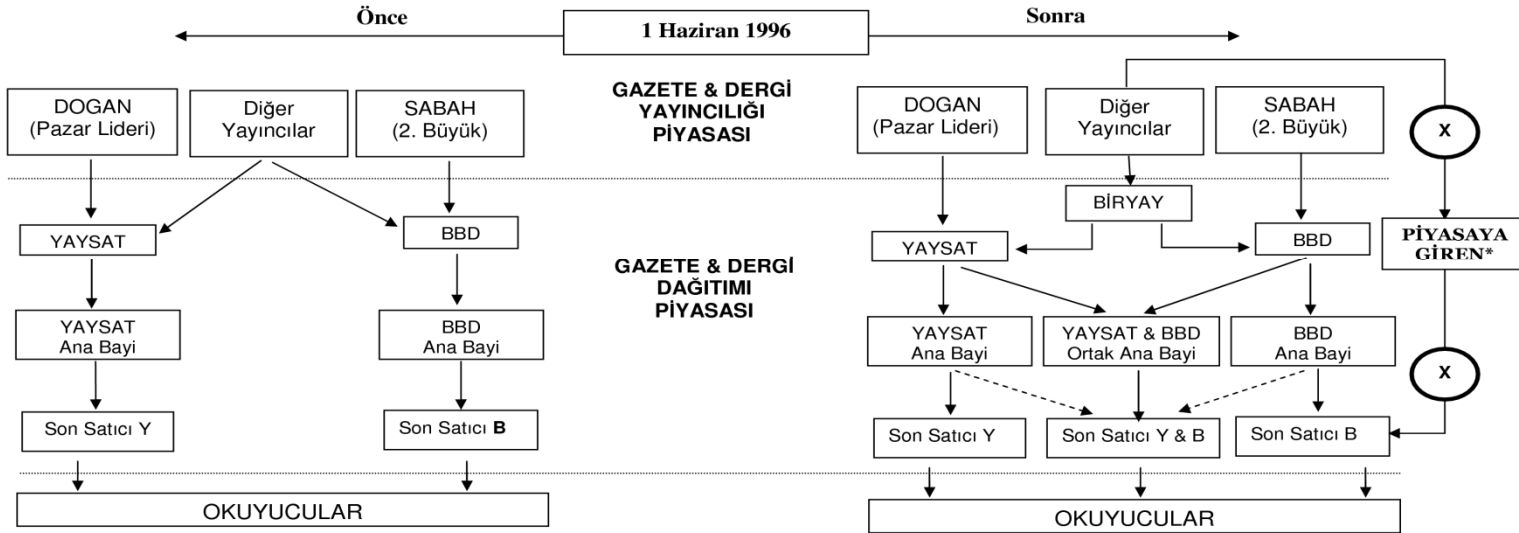 Önce
1 Haziran 1996
Sonra
DOGAN
(Pazar Lideri)
Diğer
Yayıncılar
SABAH
(2. Büyük)
GAZETE & DERGİ
YAYINCILIĞI
PİYASASI
DOGAN
(Pazar Lideri)
Diğer
Yayıncılar
SABAH
(2. Büyük)
X
YAYSAT
BBD
BİRYAY
YAYSAT
BBD
PİYASAYA
GİREN*
GAZETE & DERGİ
DAĞITIMI
PİYASASI
YAYSAT
Ana Bayi
BBD
Ana Bayi
YAYSAT
Ana Bayi
YAYSAT & BBD
Ortak Ana Bayi
BBD
Ana Bayi
X
Son Satıcı Y
Son Satıcı B
Son Satıcı Y
Son Satıcı Y & B
Son Satıcı B
OKUYUCULAR
OKUYUCULAR